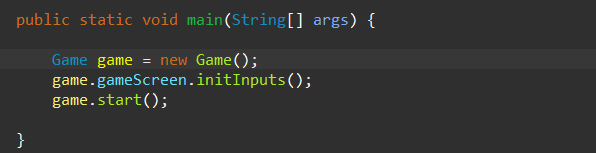 public static void main(String[] args) {
Game game = new Game();
game.gameScreen.initInputs();
game.start();
}